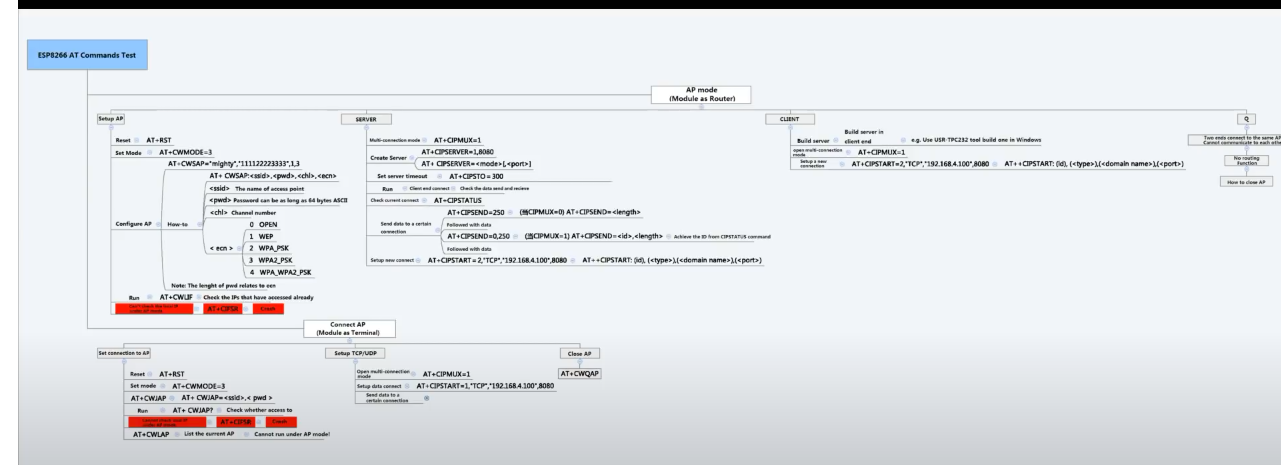 ESP8266 AT Commands Test
AP mode
(Module as Router)
Setup AP
Reset AT+RST
Set Mode AT+CWMODE=3
AT+CWSAP="mighty","111122223333",1,3
Configure AP
How-to
AT+ CWSAP:<ssid>,<pwd>,<chl>,<ecn>
<ssid> The name of access point
<pwd> Password can be as long as 64 bytes ASCII
<chl> Channel number
< ecn >
0 OPEN
1 WEP
2 WPA_PSK
3 WPA2_PSK
4 WPA_WPA2_PSK
Note: The lenght of pwd relates to ecn
Run AT+CWLIF Check the IPs that have accessed already
AT+CIFSR Crash
SERVER
Multi-connection mode AT+CIPMUX=1
Create Server
AT+CIPSERVER=1,8080
AT+ CIPSERVER=<mode>[,<port>]
Set server timeout AT+CIPSTO=300
Run Client end connect Check the data send and recieve
Check current connect AT+CIPSTATUS
Send data to a certain
connection
AT+CIPSEND=250 (当CIPMUX=0) AT+CIPSEND=<length>
Followed with data
AT+CIPSEND=0,250 (当CIPMUX=1) AT+CIPSEND=<id>,<length> Achieve the ID from CIPSTATUS command
Followed with data
Setup new connect AT+CIPSTART=2,"TCP","192.168.4.100",8080 AT++CIPSTART: (id), (<type>),(<domain name>),(<port>)
CLIENT
Build server
Build server in
client end
e.g. Use USR-TPC232 tool build one in Windows
open multi-connection
mode
AT+CIPMUX=1
Setup a new
connection
AT+CIPSTART=2,"TCP","192.168.4.100",8080 AT++CIPSTART: (id), (<type>),(<domain name>),(<port>)
Q
Two ends connect to the same AP
Cannot communicate to each othe
No routing
Function
How to close AP
Connect AP
(Module as Terminal)
Set connection to AP
Reset AT+RST
Set mode AT+CWMODE=3
AT+CWJAP AT+ CWJAP=<ssid>,< pwd >
Run AT+ CWJAP? Check whether access to
AT+CIFSR Crash
AT+CWLAP List the current AP Cannot run under AP mode!
Setup TCP/UDP
Open multi-connection
mode
AT+CIPMUX=1
Setup data connect AT+CIPSTART=1,"TCP","192.168.4.100",8080
Send data to a
certain connection
Close AP
AT+CWQAP